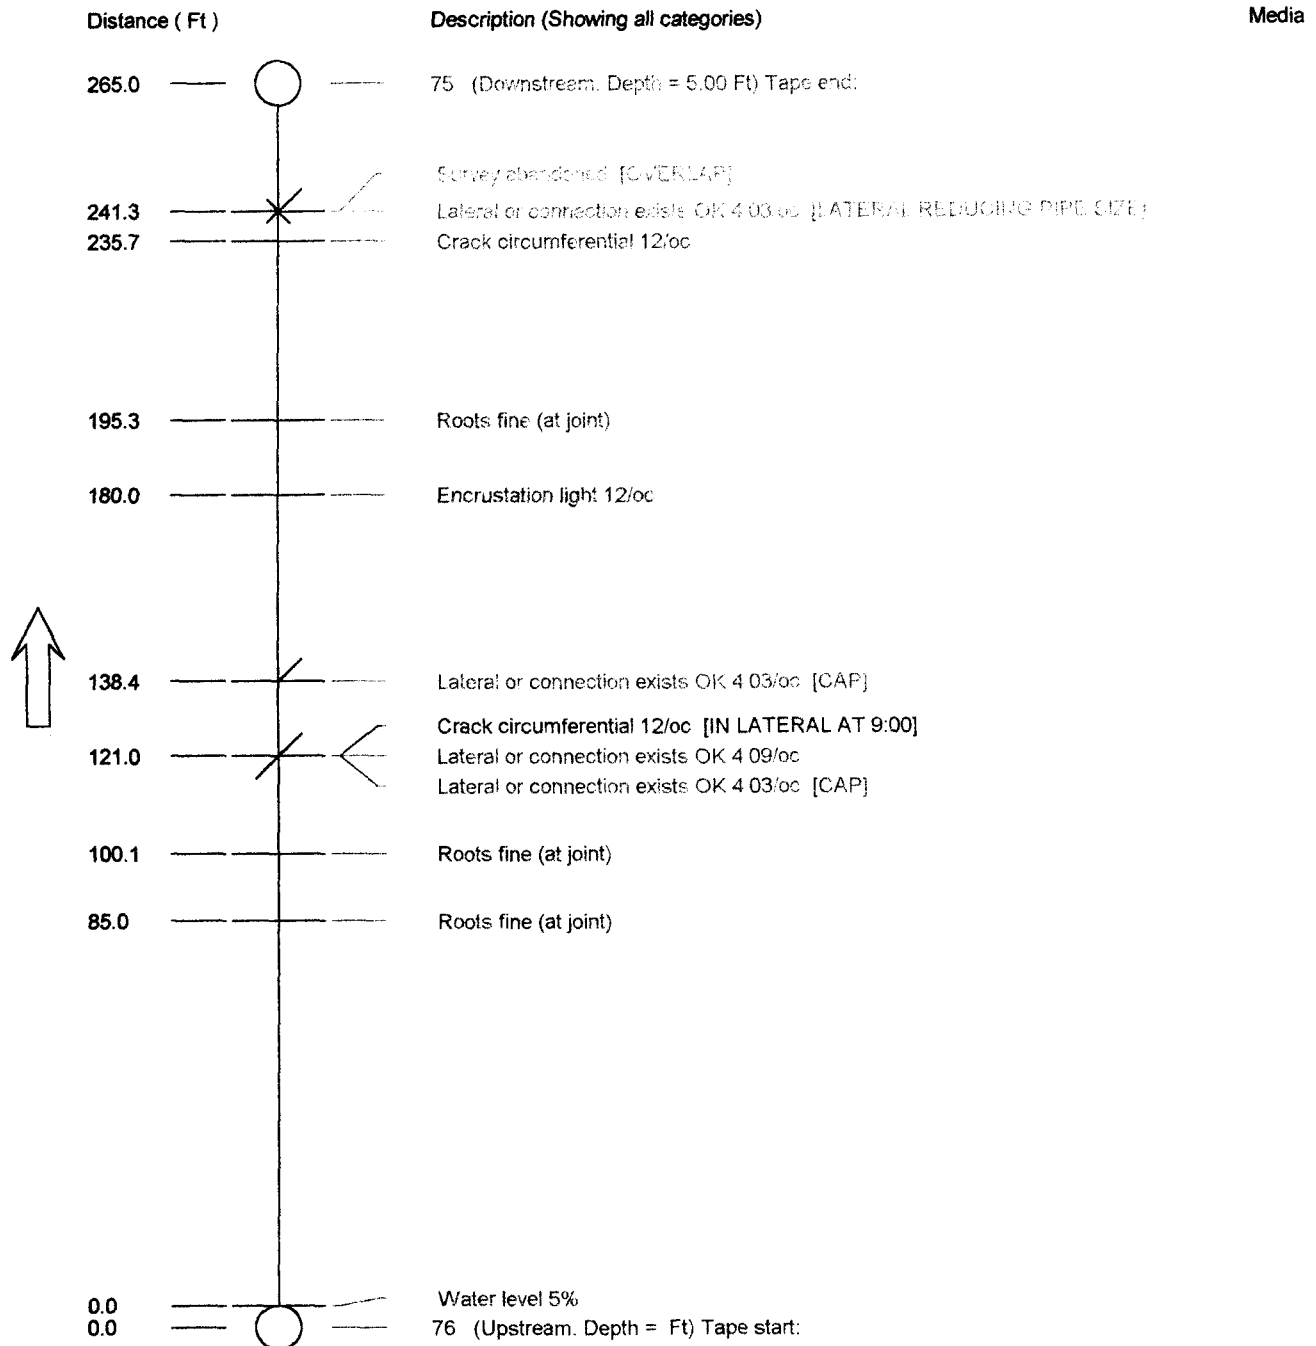 Distance ( Ft ) Description (Showing all categories) Media
265.0 75 (Downstream. Depth = 5.00 Ft) Tape end:
Survey abandoned [OVERLAP]
241.3 Lateral or connection exists OK 4 03/oc [LATERAL REDUCING PIPE SIZE]
235.7 Crack circumferential 12/oc
195.3 Roots fine (at joint)
180.0 Encrustation light 12/oc
138.4 Lateral or connection exists OK 4 03/oc [CAP]
Crack circumferential 12/oc [IN LATERAL AT 9:00]
121.0 Lateral or connection exists OK 4 09/oc
Lateral or connection exists OK 4 03/oc [CAP]
100.1 Roots fine (at joint)
85.0 Roots fine (at joint)
0.0 Water level 5%
0.0 76 (Upstream. Depth = Ft) Tape start: